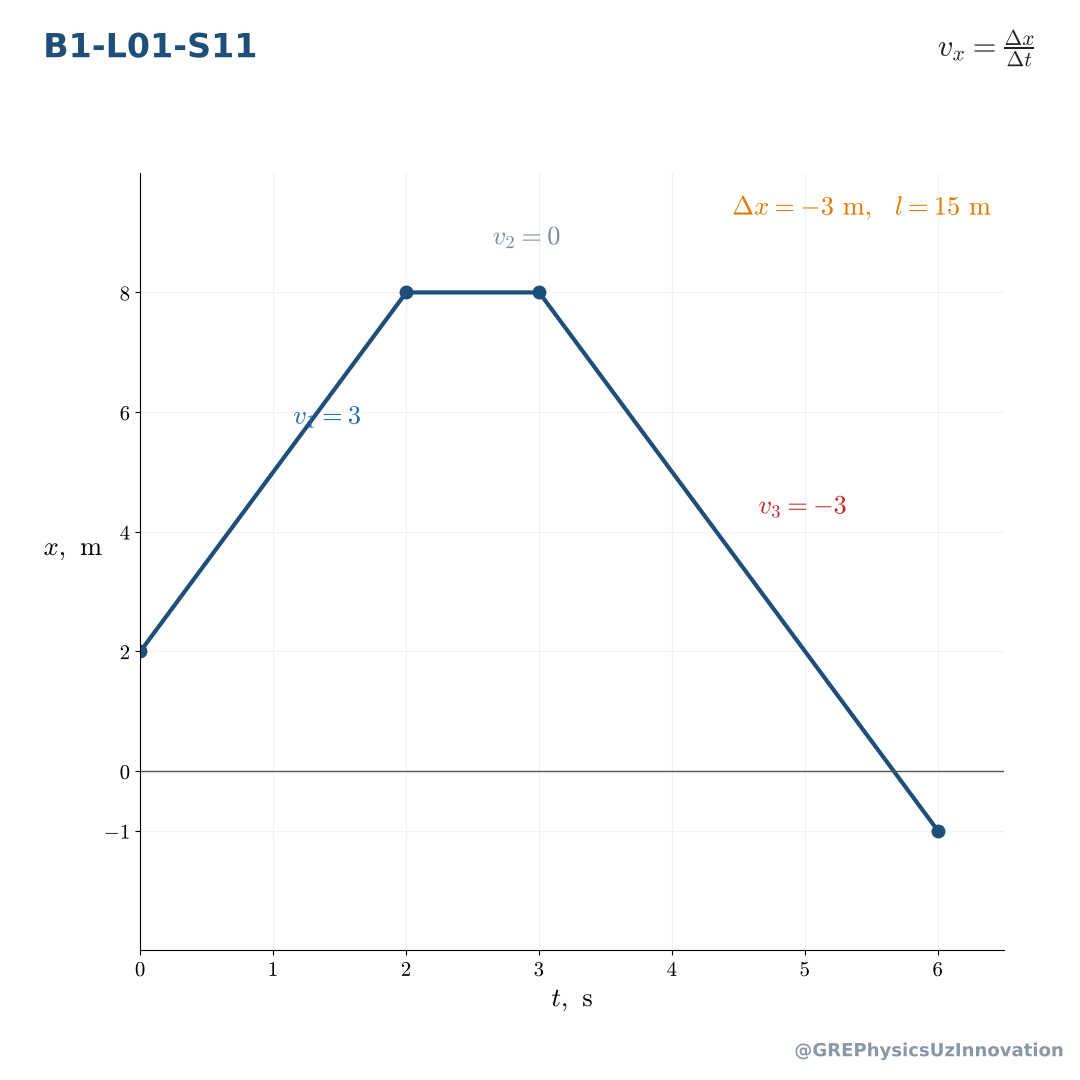 B1-L01-S11
v_x = Δx/Δt
Δx = −3 m, l = 15 m
v_2 = 0
8
v_1 = 3
6
v_3 = −3
4
x, m
2
0
−1
0 1 2 3 4 5 6
t, s
@GREPhysicsUzInnovation